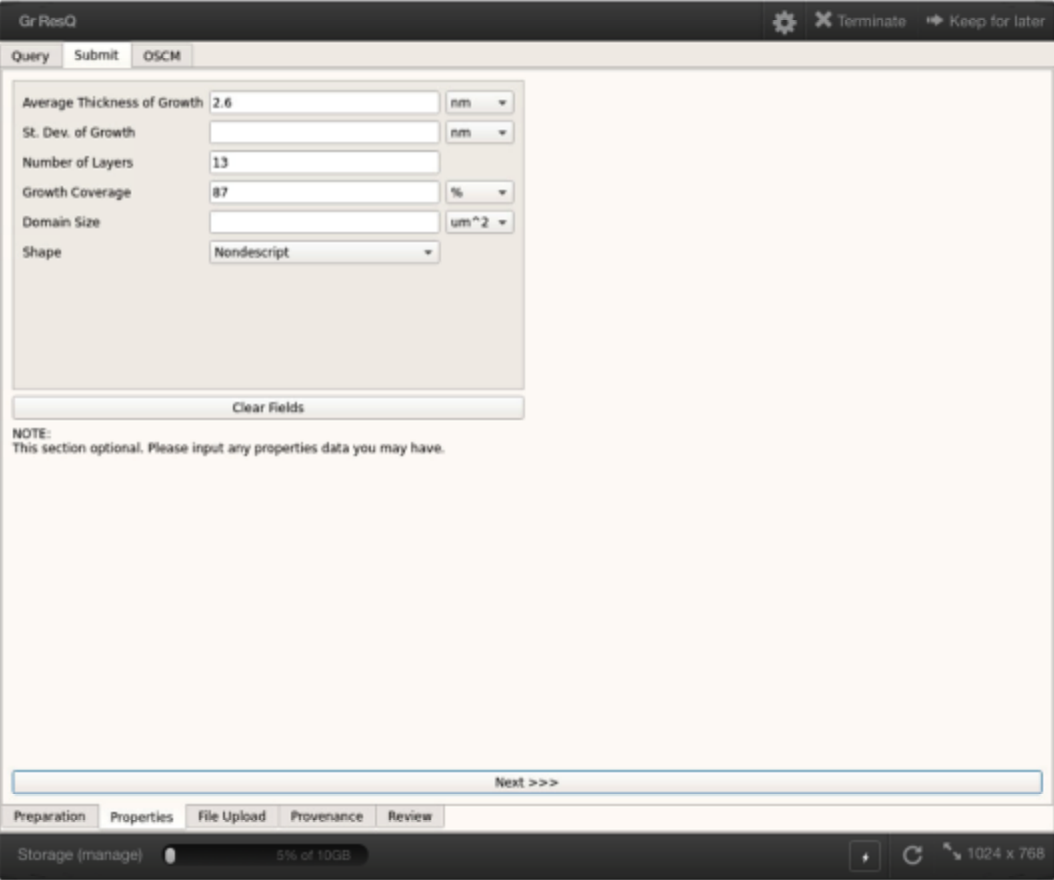 Gr ResQ Terminate Keep for later
Query Submit OSCM
Average Thickness of Growth 2.6 nm
St. Dev. of Growth nm
Number of Layers 13
Growth Coverage 87 %
Domain Size um^2
Shape Nondescript
Clear Fields
NOTE:
This section optional. Please input any properties data you may have.
Next >>>
Preparation Properties File Upload Provenance Review
Storage (manage) 5% of 10GB 1024 x 768